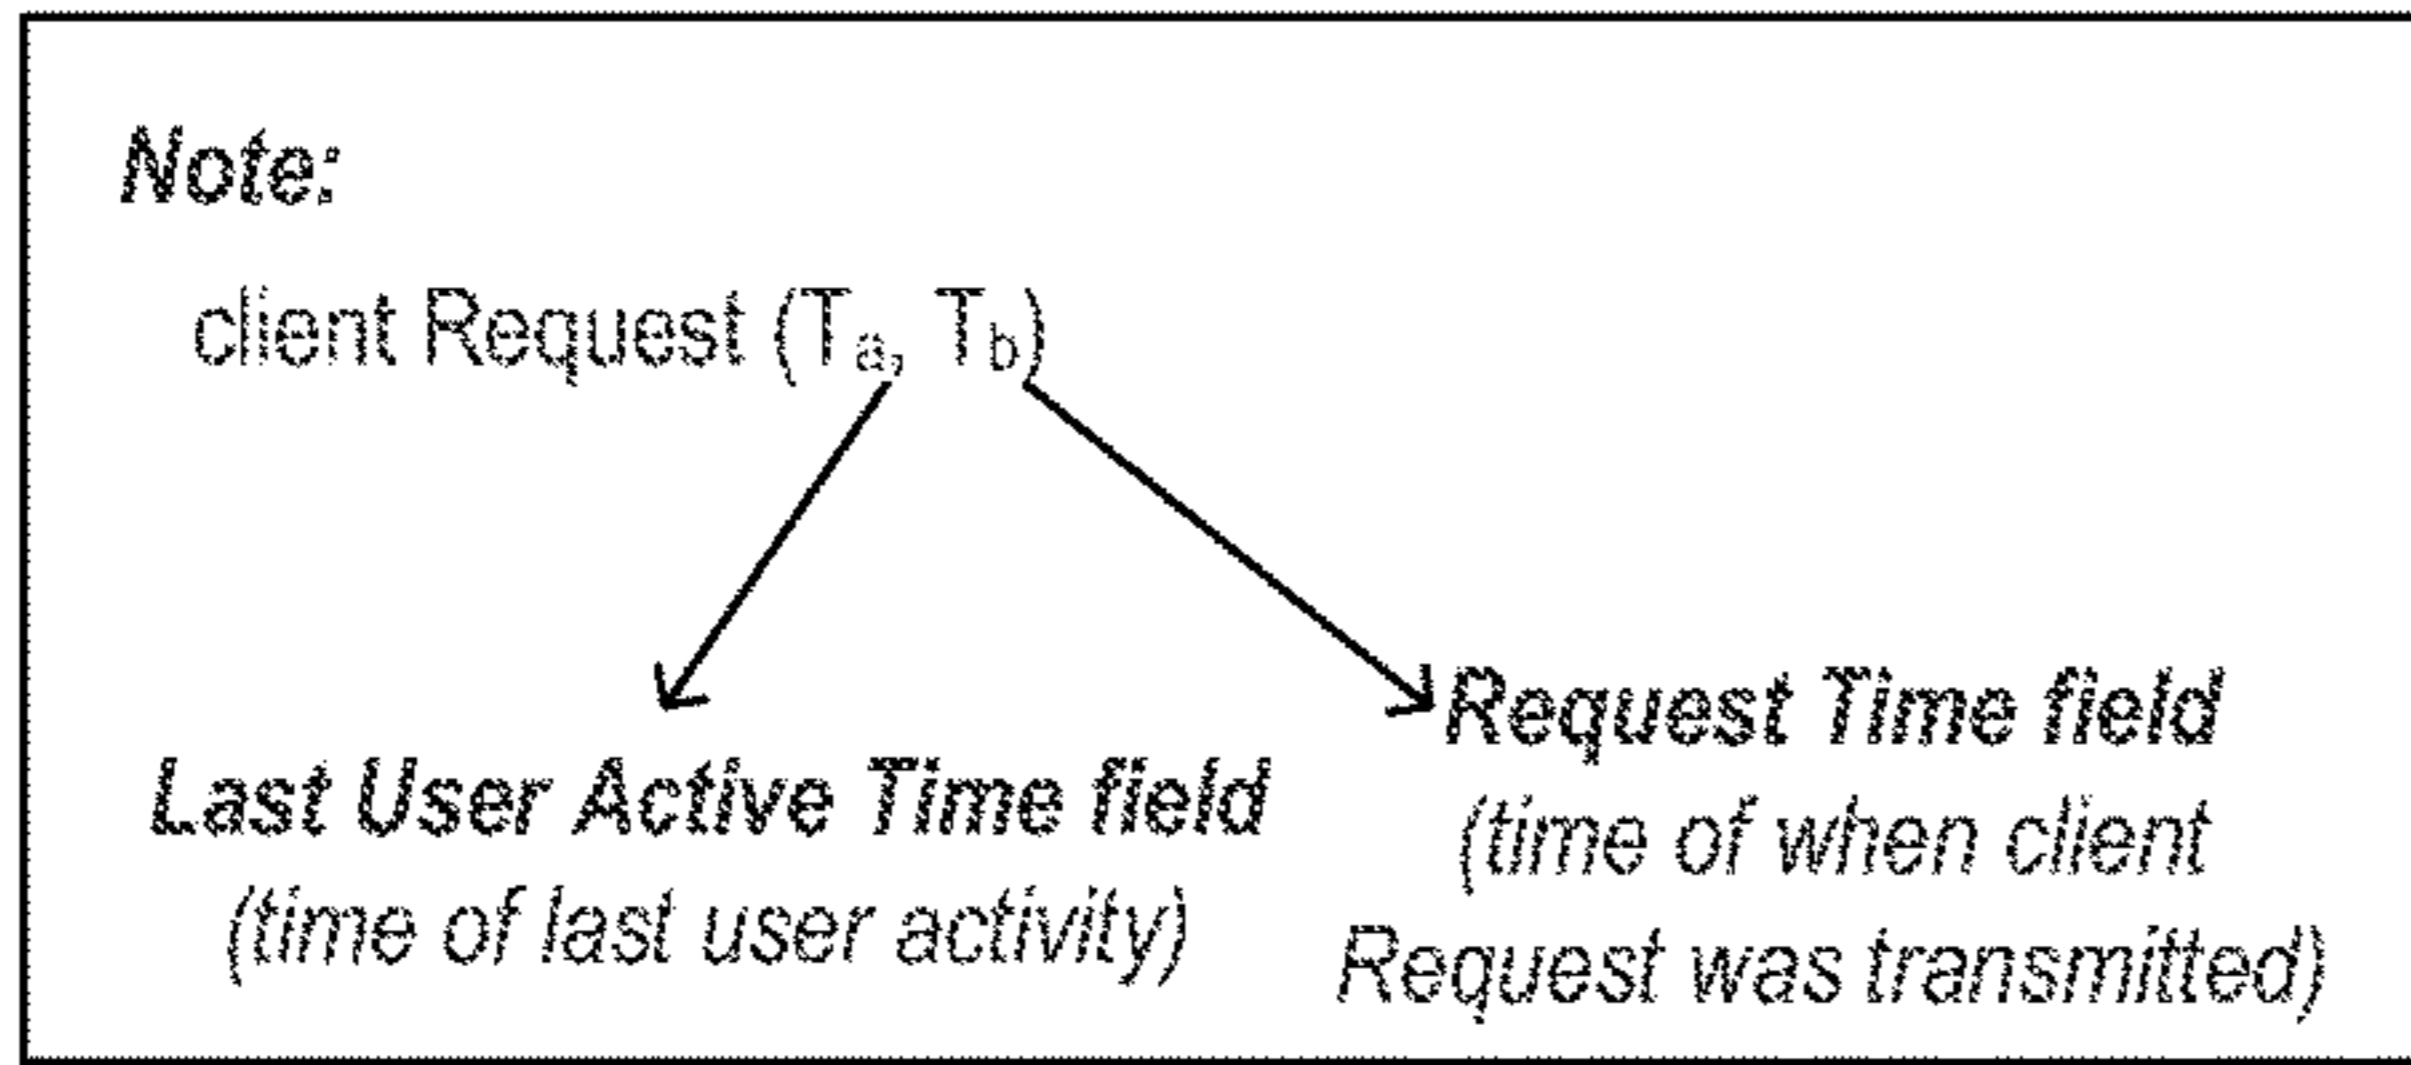 Note:
client Request (Ta, Tb)
Last User Active Time field
(time of last user activity)
Request Time field
(time of when client
Request was transmitted)